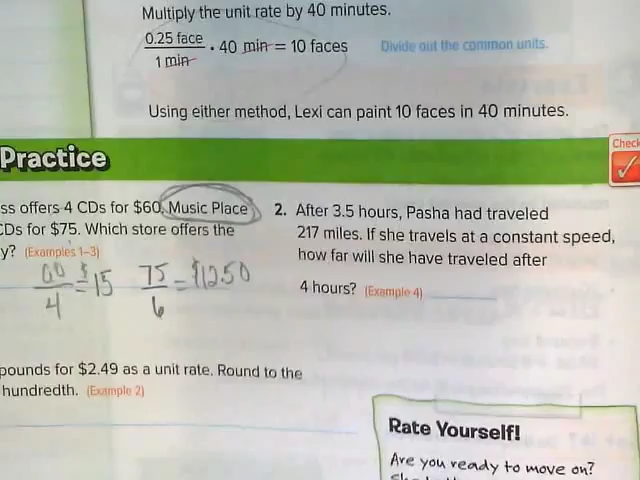 Multiply the unit rate by 40 minutes.
0.25 face
1 min
· 40 min = 10 faces
Divide out the common units.
Using either method, Lexi can paint 10 faces in 40 minutes.
Practice
Check
ss offers 4 CDs for $60. Music Place
CDs for $75. Which store offers the
y? (Examples 1–3)
60/4 = $15 75/6 = $12.50
2. After 3.5 hours, Pasha had traveled
217 miles. If she travels at a constant speed,
how far will she have traveled after
4 hours? (Example 4)
pounds for $2.49 as a unit rate. Round to the
hundredth. (Example 2)
Rate Yourself!
Are you ready to move on?